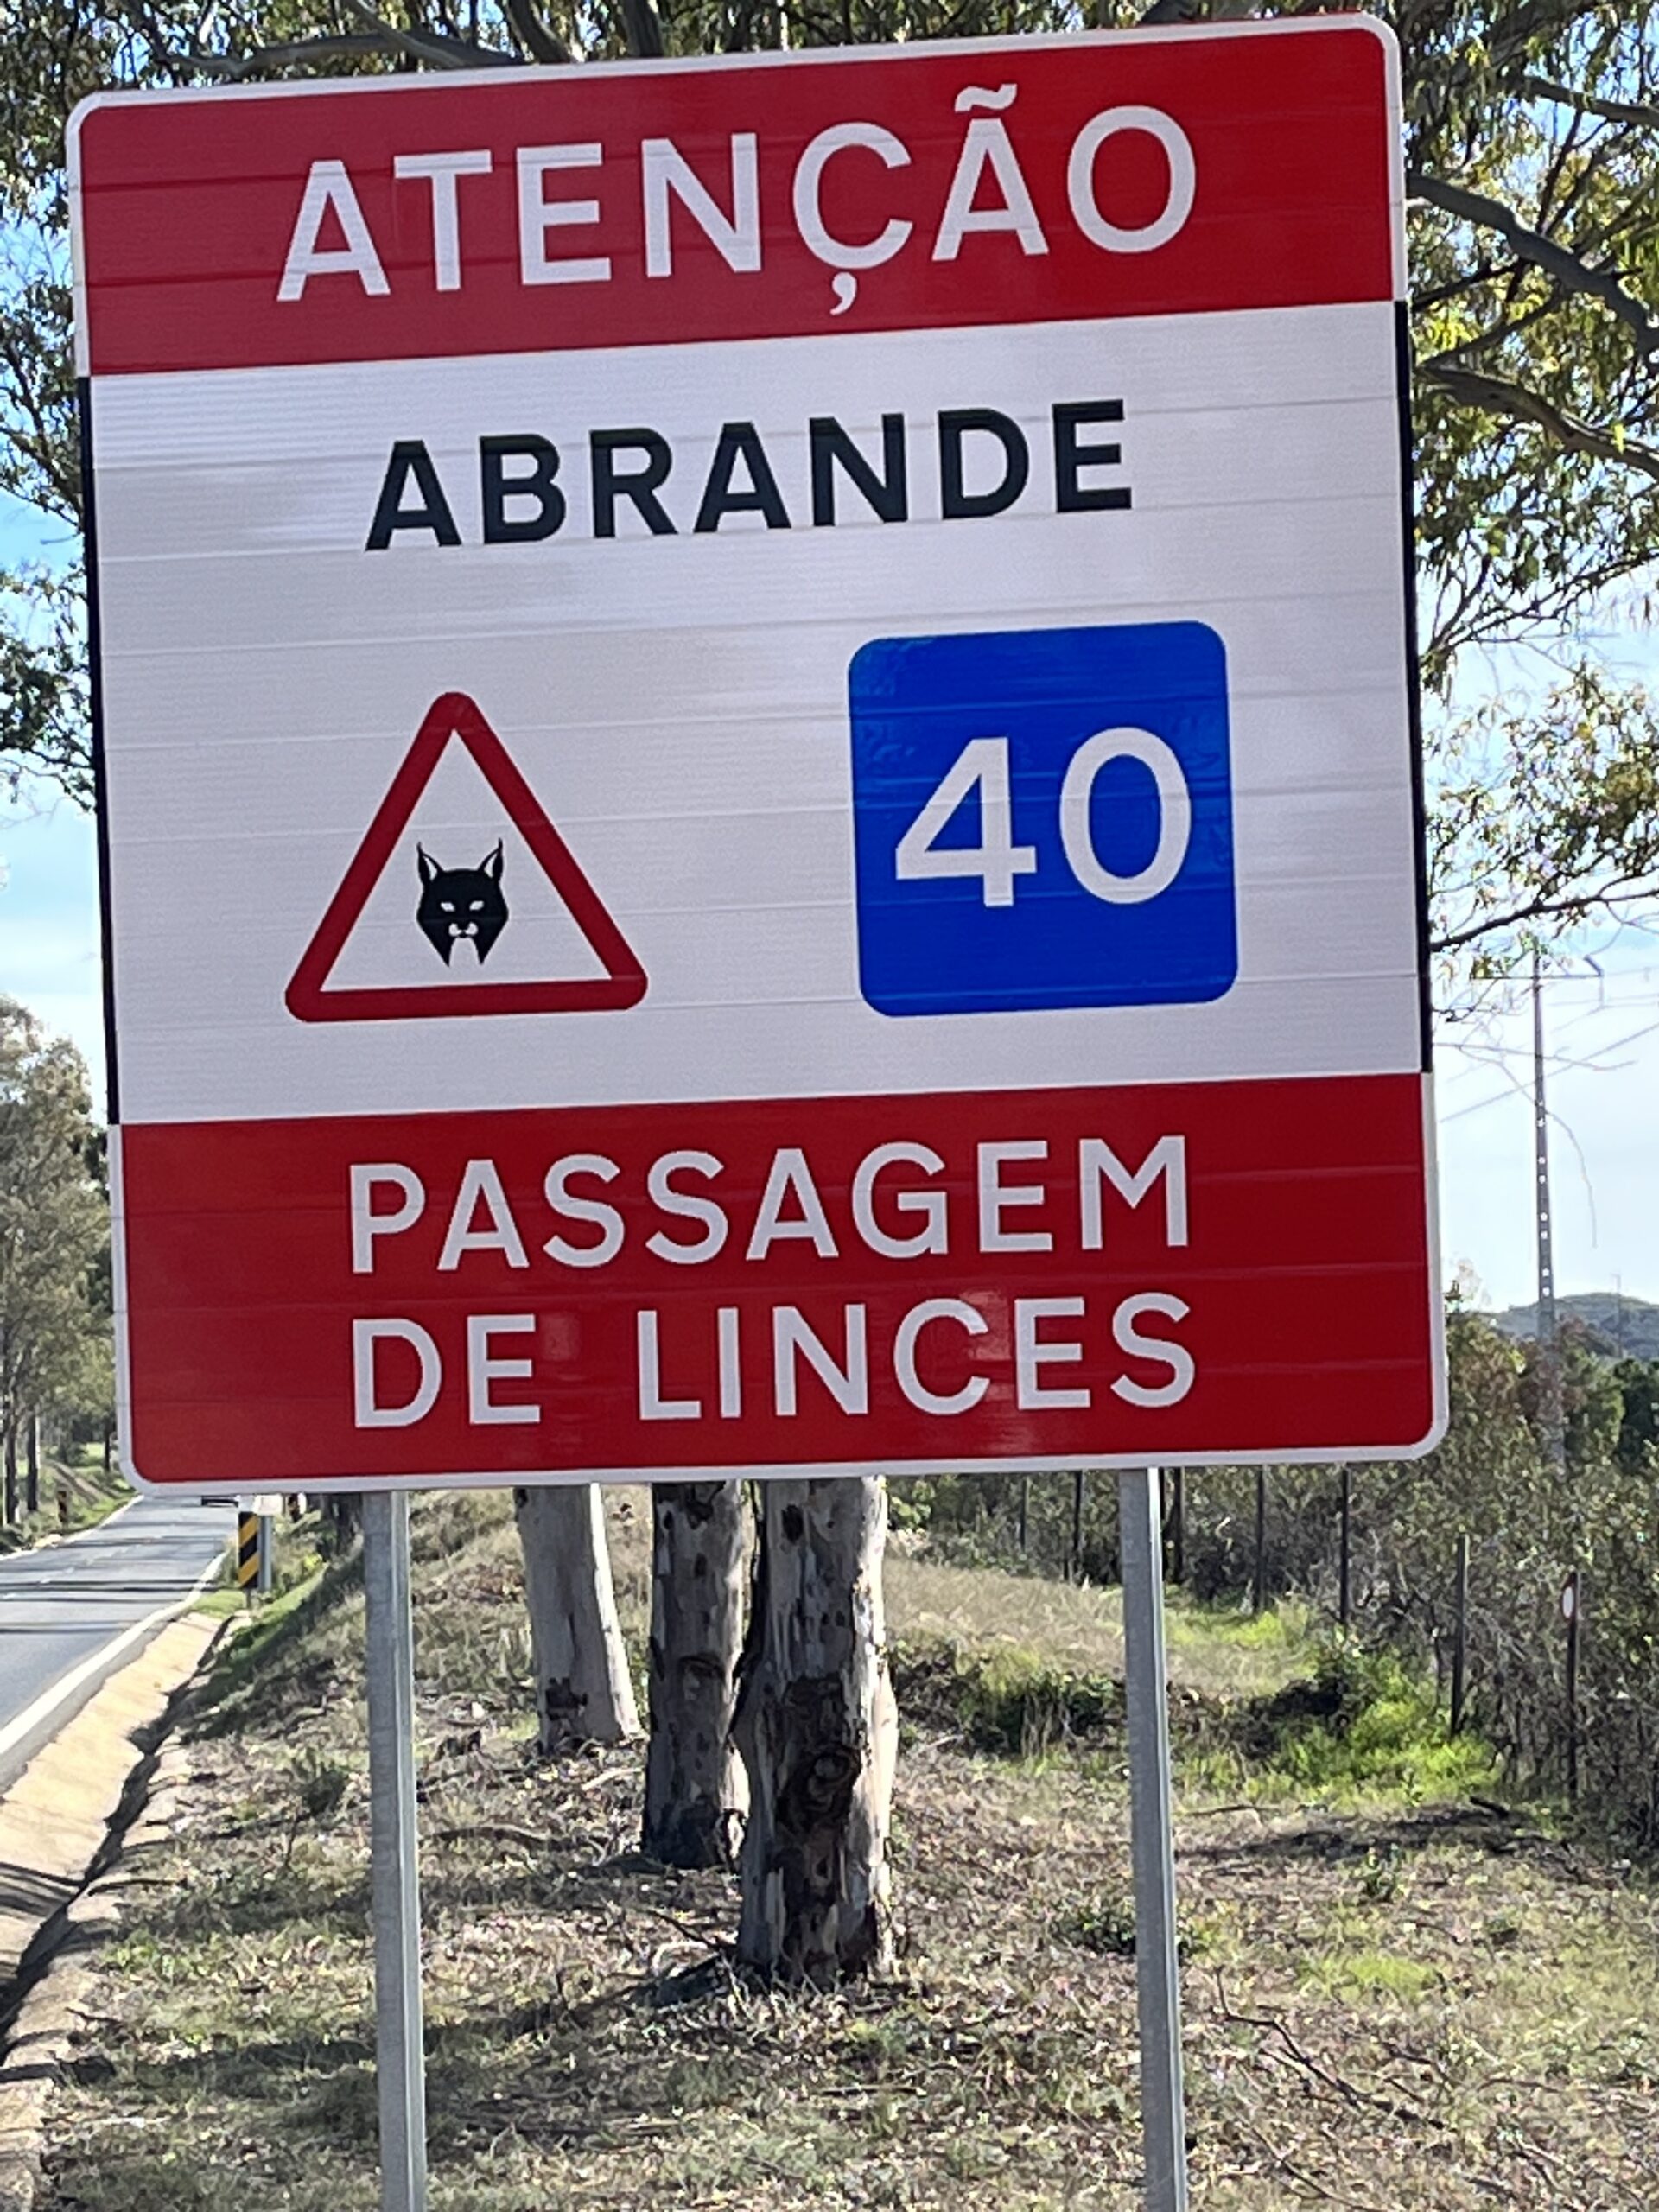 ATENÇÃO
ABRANDE
40
PASSAGEM
DE LINCES